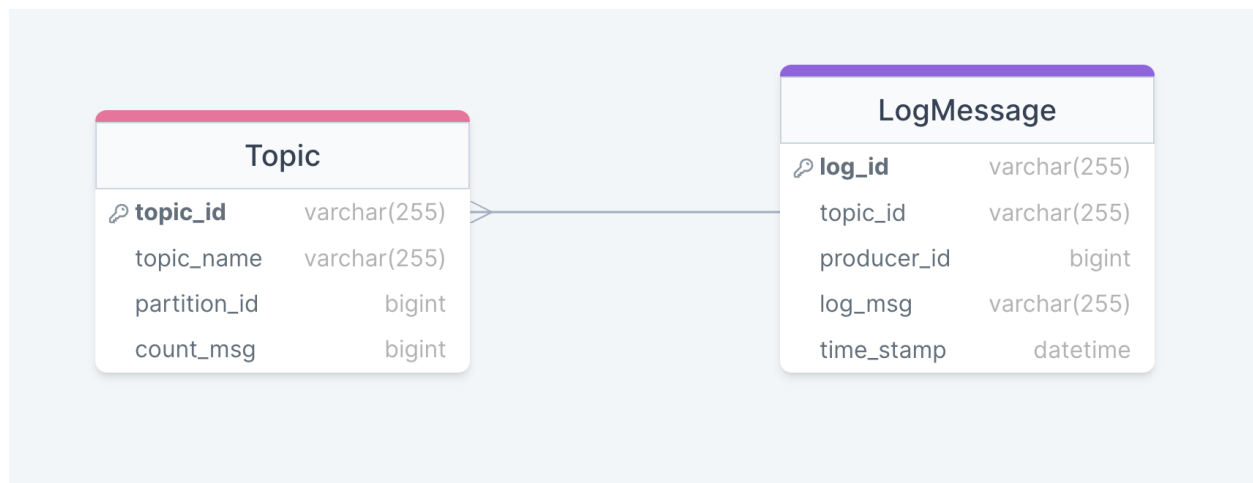 Topic
topic_id varchar(255)
topic_name varchar(255)
partition_id bigint
count_msg bigint
LogMessage
log_id varchar(255)
topic_id varchar(255)
producer_id bigint
log_msg varchar(255)
time_stamp datetime